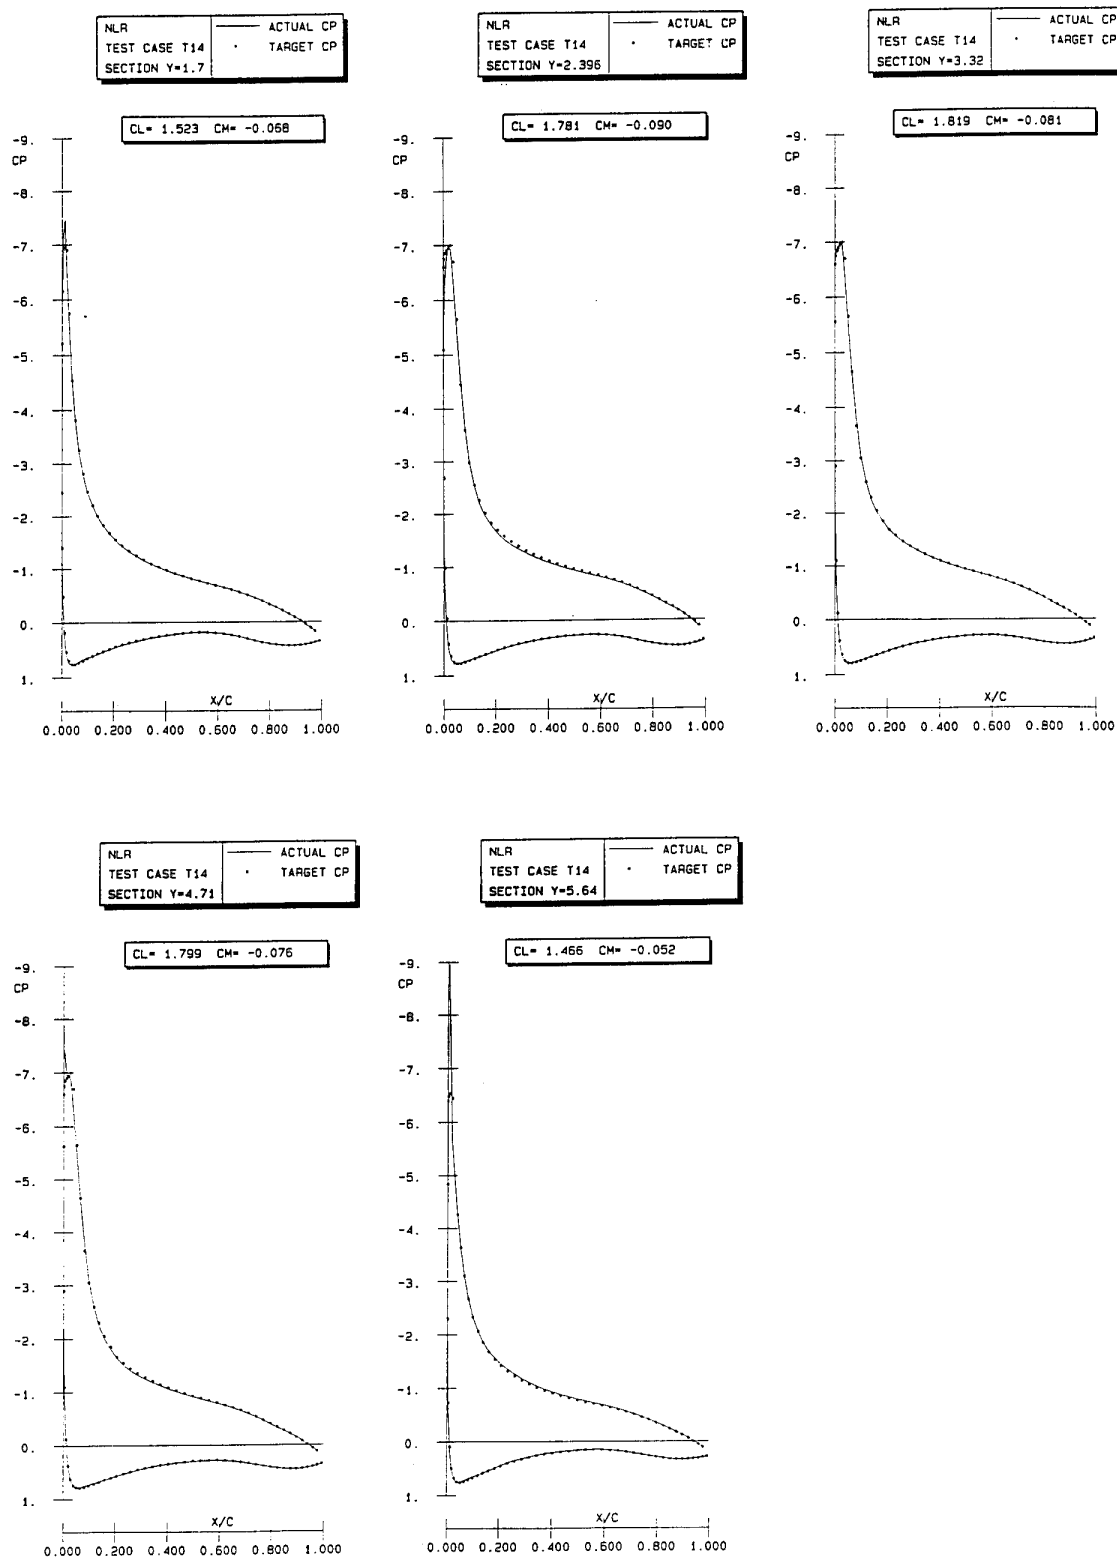 NLR
TEST CASE T14
SECTION Y=1.7
ACTUAL CP
TARGET CP
CL= 1.523 CM= -0.068
-9.
CP
-8.
-7.
-6.
-5.
-4.
-3.
-2.
-1.
0.
1.
X/C
0.000 0.200 0.400 0.600 0.800 1.000
NLR
TEST CASE T14
SECTION Y=2.396
ACTUAL CP
TARGET CP
CL= 1.781 CM= -0.090
-9.
CP
-8.
-7.
-6.
-5.
-4.
-3.
-2.
-1.
0.
1.
X/C
0.000 0.200 0.400 0.600 0.800 1.000
NLR
TEST CASE T14
SECTION Y=3.32
ACTUAL CP
TARGET CP
CL= 1.819 CM= -0.081
-9.
CP
-8.
-7.
-6.
-5.
-4.
-3.
-2.
-1.
0.
1.
X/C
0.000 0.200 0.400 0.600 0.800 1.000
NLR
TEST CASE T14
SECTION Y=4.71
ACTUAL CP
TARGET CP
CL= 1.799 CM= -0.076
-9.
CP
-8.
-7.
-6.
-5.
-4.
-3.
-2.
-1.
0.
1.
X/C
0.000 0.200 0.400 0.600 0.800 1.000
NLR
TEST CASE T14
SECTION Y=5.64
ACTUAL CP
TARGET CP
CL= 1.466 CM= -0.052
-9.
CP
-8.
-7.
-6.
-5.
-4.
-3.
-2.
-1.
0.
1.
X/C
0.000 0.200 0.400 0.600 0.800 1.000